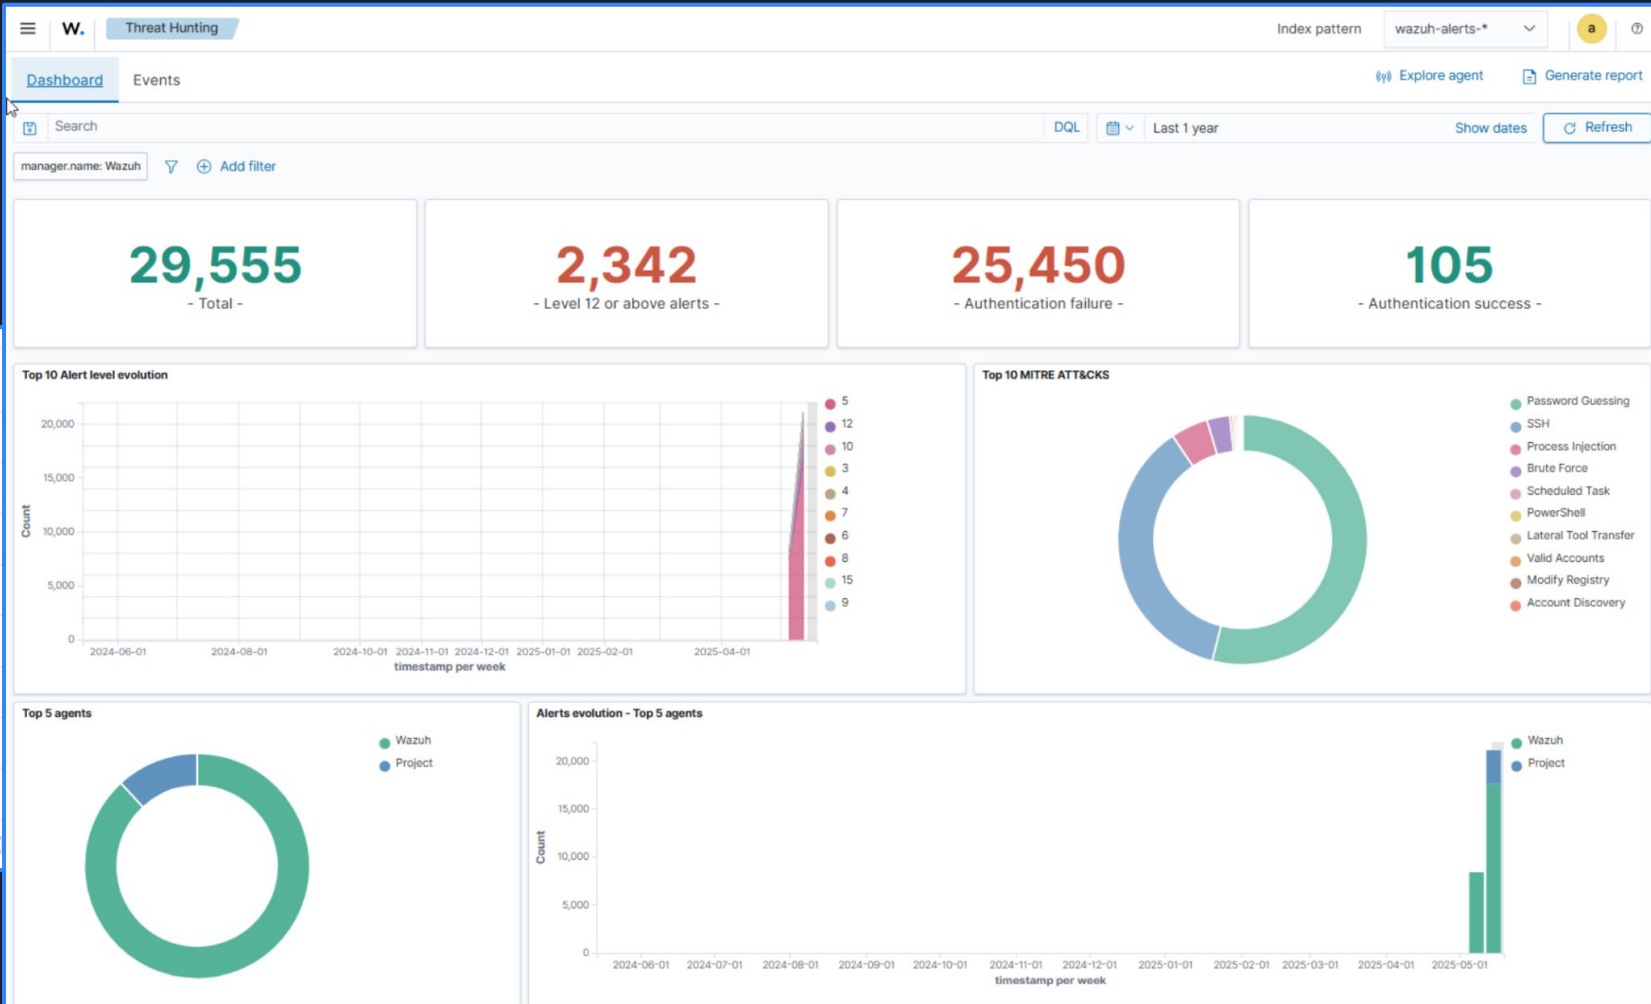 W. Threat Hunting Index pattern wazuh-alerts-* a
Dashboard Events Explore agent Generate report
Search DQL Last 1 year Show dates Refresh
manager.name: Wazuh Add filter
29,555 2,342 25,450 105
- Total - - Level 12 or above alerts - - Authentication failure - - Authentication success -
Top 10 Alert level evolution
5
12
10
3
4
7
6
8
15
9
20,000
15,000
10,000
5,000
0
Count
2024-06-01 2024-08-01 2024-10-01 2024-11-01 2024-12-01 2025-01-01 2025-02-01 2025-04-01
timestamp per week
Top 10 MITRE ATT&CKS
Password Guessing
SSH
Process Injection
Brute Force
Scheduled Task
PowerShell
Lateral Tool Transfer
Valid Accounts
Modify Registry
Account Discovery
Top 5 agents
Wazuh
Project
Alerts evolution - Top 5 agents
Wazuh
Project
20,000
15,000
10,000
5,000
0
Count
2024-06-01 2024-07-01 2024-08-01 2024-09-01 2024-10-01 2024-11-01 2024-12-01 2025-01-01 2025-02-01 2025-03-01 2025-04-01 2025-05-01
timestamp per week